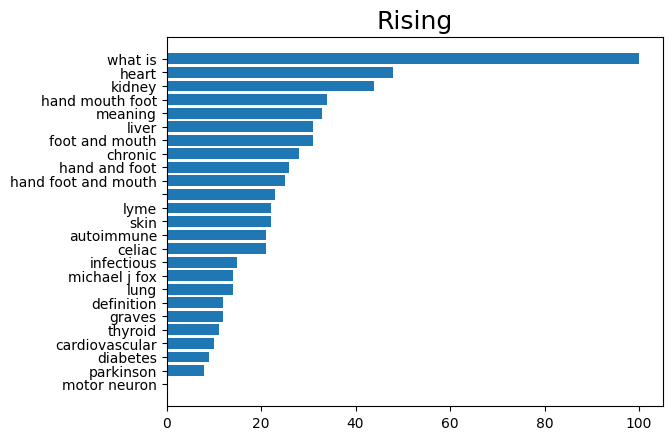 Rising
what is
heart
kidney
hand mouth foot
meaning
liver
foot and mouth
chronic
hand and foot
hand foot and mouth
lyme
skin
autoimmune
celiac
infectious
michael j fox
lung
definition
graves
thyroid
cardiovascular
diabetes
parkinson
motor neuron
0 20 40 60 80 100